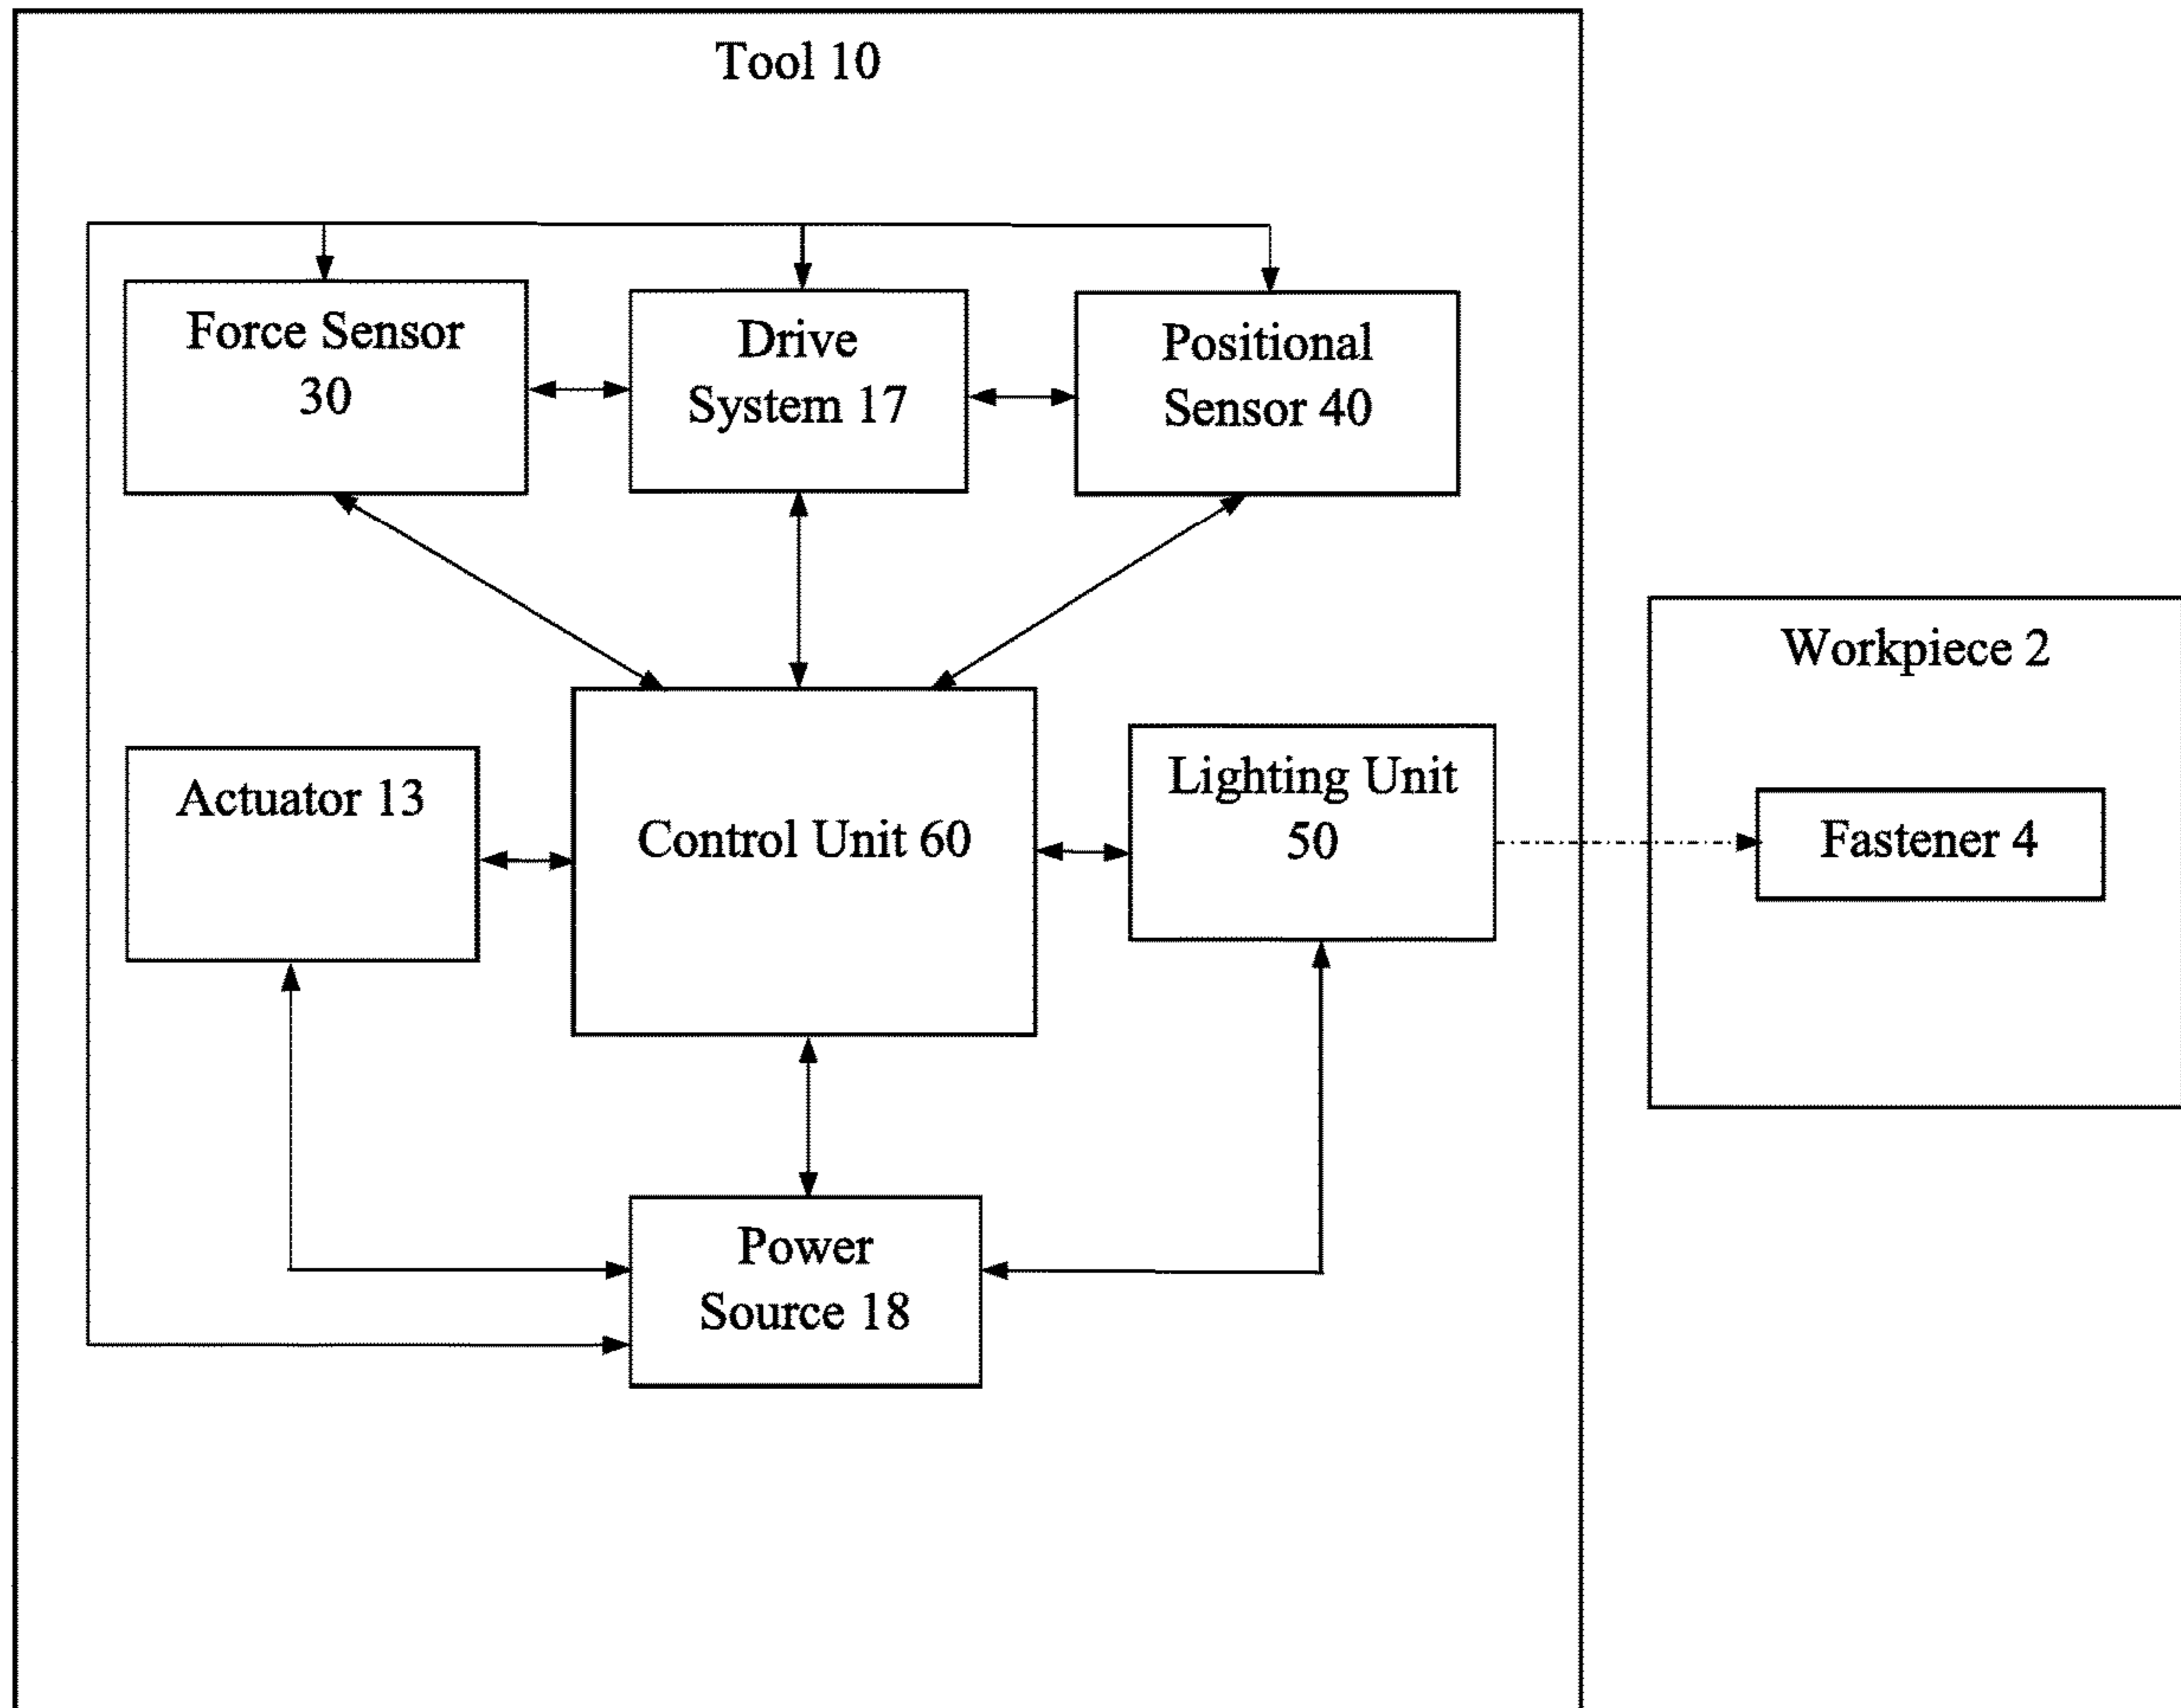 Tool 10
Force Sensor
30
Drive
System 17
Positional
Sensor 40
Workpiece 2
Actuator 13
Control Unit 60
Lighting Unit
50
Fastener 4
Power
Source 18